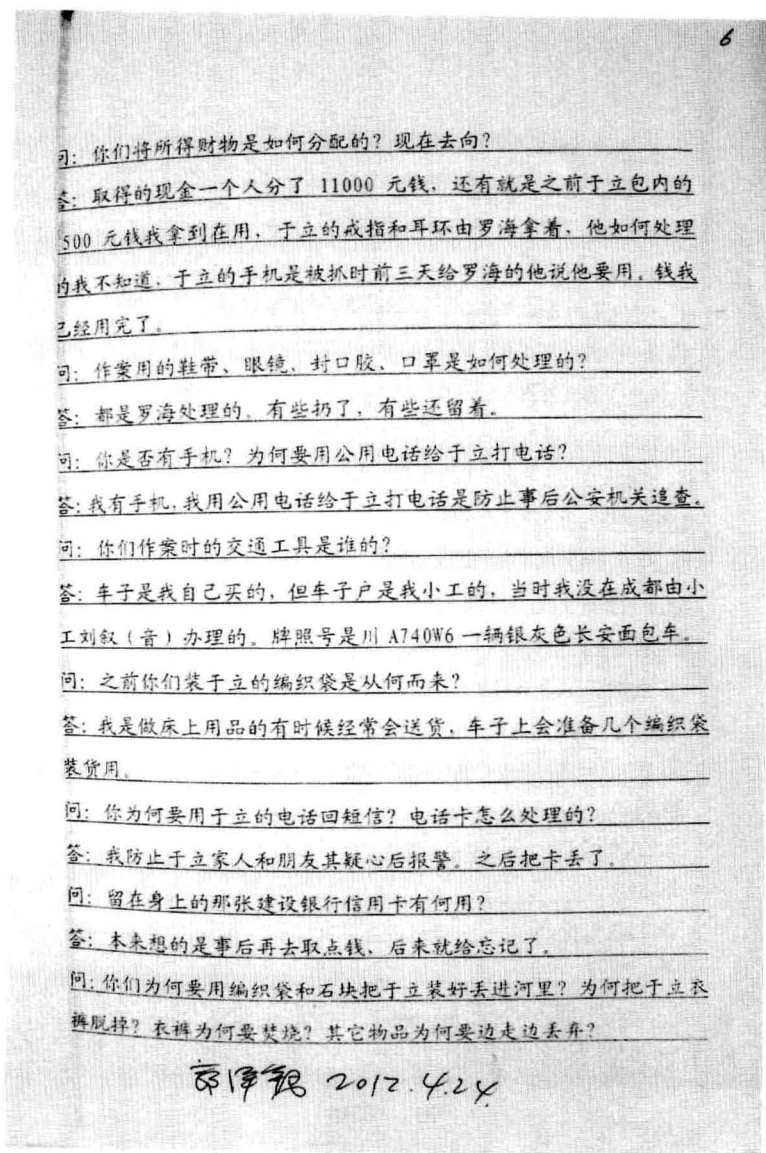 6
问：你们将所得财物是如何分配的？现在去向？
答：取得的现金一个人分了 11000 元钱，还有就是之前于立包内的
500 元钱我拿到在用，于立的戒指和耳环由罗海拿着，他如何处理
的我不知道，于立的手机是被抓时前三天给罗海的他说他要用。钱我
已经用完了。
问：作案用的鞋带、眼镜、封口胶、口罩是如何处理的？
答：都是罗海处理的。有些扔了，有些还留着。
问：你是否有手机？为何要用公用电话给于立打电话？
答：我有手机，我用公用电话给于立打电话是防止事后公安机关追查。
问：你们作案时的交通工具是谁的？
答：车子是我自己买的，但车子户是我小工的，当时我没在成都由小
工刘叙（音）办理的。牌照号是川 A740W6 一辆银灰色长安面包车。
问：之前你们装于立的编织袋是从何而来？
答：我是做床上用品的有时候经常会送货，车子上会准备几个编织袋
装货用。
问：你为何要用于立的电话回短信？电话卡怎么处理的？
答：我防止于立家人和朋友其疑心后报警。之后把卡丢了。
问：留在身上的那张建设银行信用卡有何用？
答：本来想的是事后再去取点钱，后来就给忘记了。
问：你们为何要用编织袋和石块把于立装好丢进河里？为何把于立衣
裤脱掉？衣裤为何要焚烧？其它物品为何要边走边丢弃？
2012.4.24